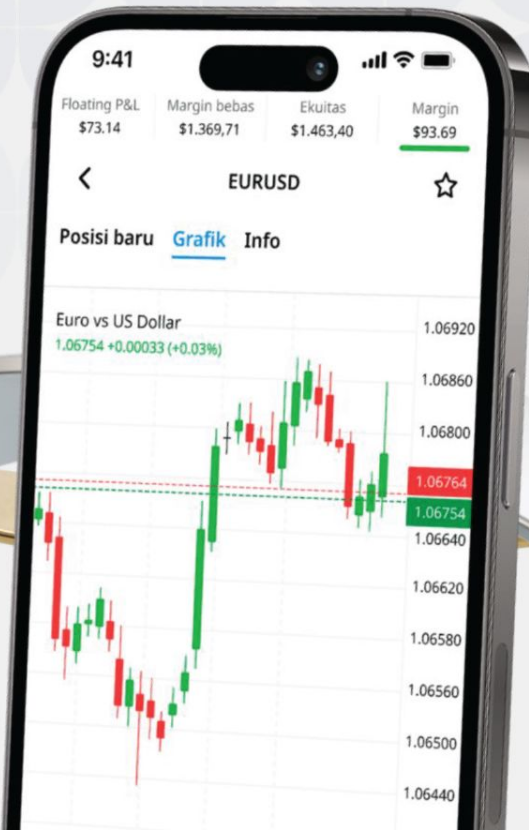 9:41
Floating P&L Margin bebas Ekuitas Margin
$73.14 $1.369,71 $1.463,40 $93.69
EURUSD
Posisi baru Grafik Info
Euro vs US Dollar
1.06754 +0.00033 (+0.03%)
1.06920
1.06860
1.06800
1.06764
1.06754
1.06640
1.06620
1.06580
1.06560
1.06500
1.06440